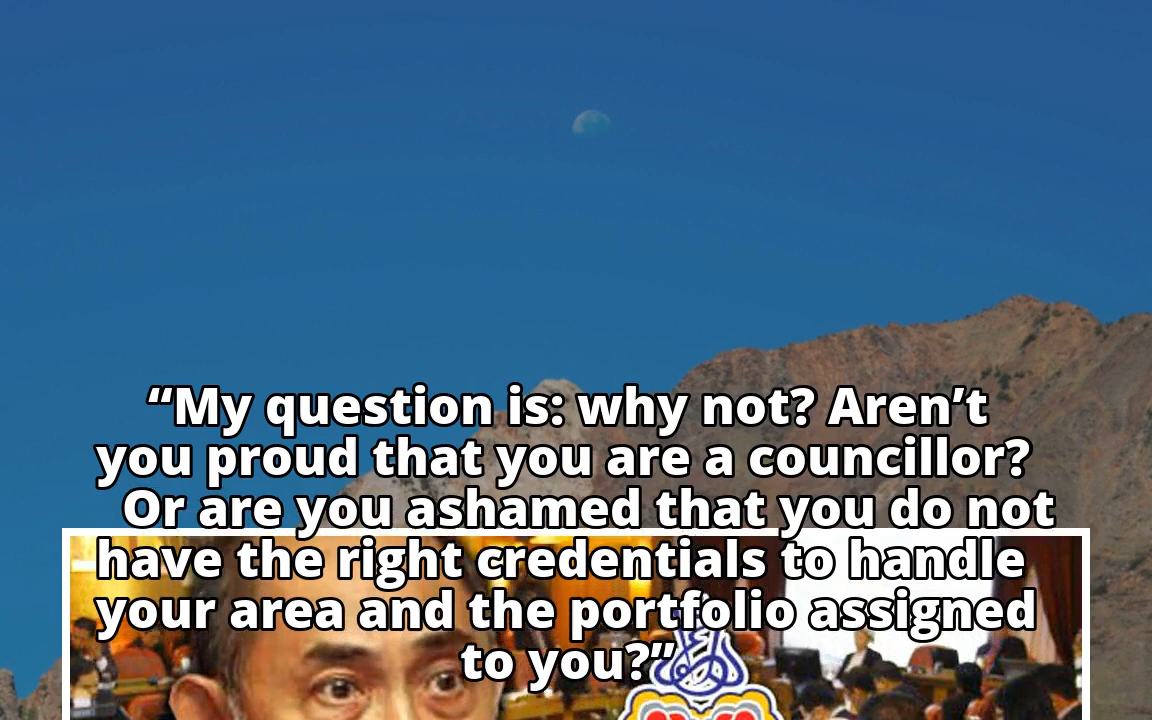 “My question is: why not? Aren’t
you proud that you are a councillor?
Or are you ashamed that you do not
have the right credentials to handle
your area and the portfolio assigned
to you?”